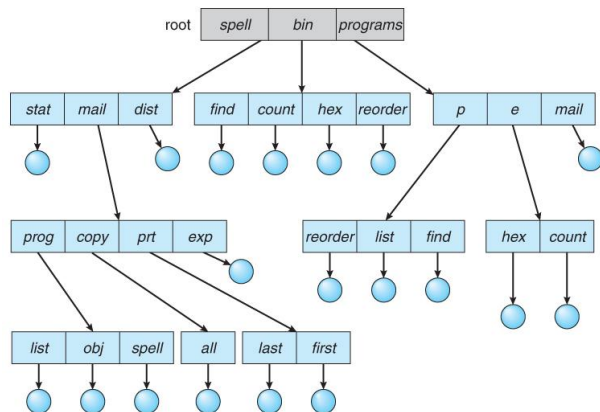 root spell bin programs
stat mail dist find count hex reorder p e mail
prog copy prt exp reorder list find hex count
list obj spell all last first